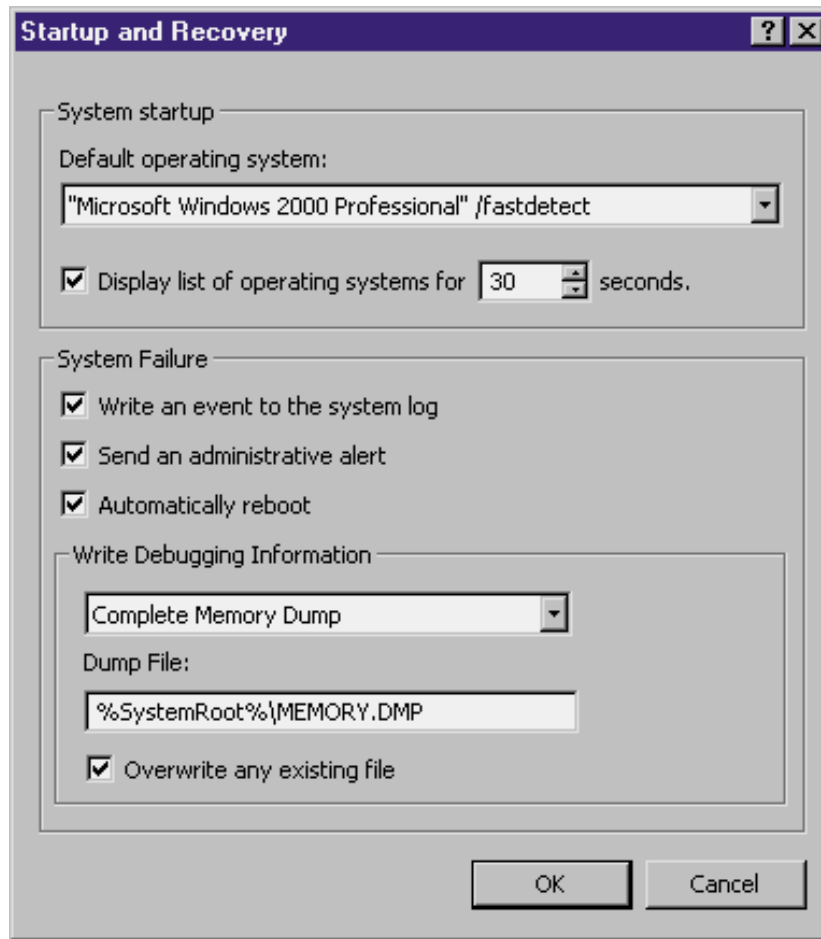 Startup and Recovery
System startup
Default operating system:
"Microsoft Windows 2000 Professional" /fastdetect
Display list of operating systems for 30 seconds.
System Failure
Write an event to the system log
Send an administrative alert
Automatically reboot
Write Debugging Information
Complete Memory Dump
Dump File:
%SystemRoot%\MEMORY.DMP
Overwrite any existing file
OK Cancel